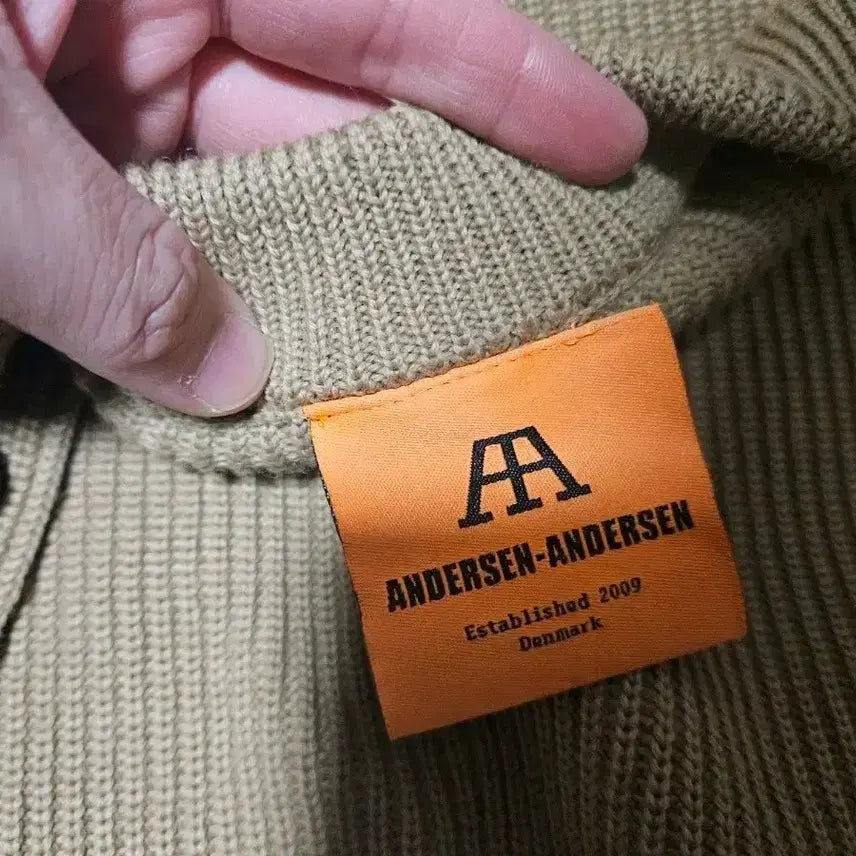 AA
ANDERSEN-ANDERSEN
Established 2009
Denmark